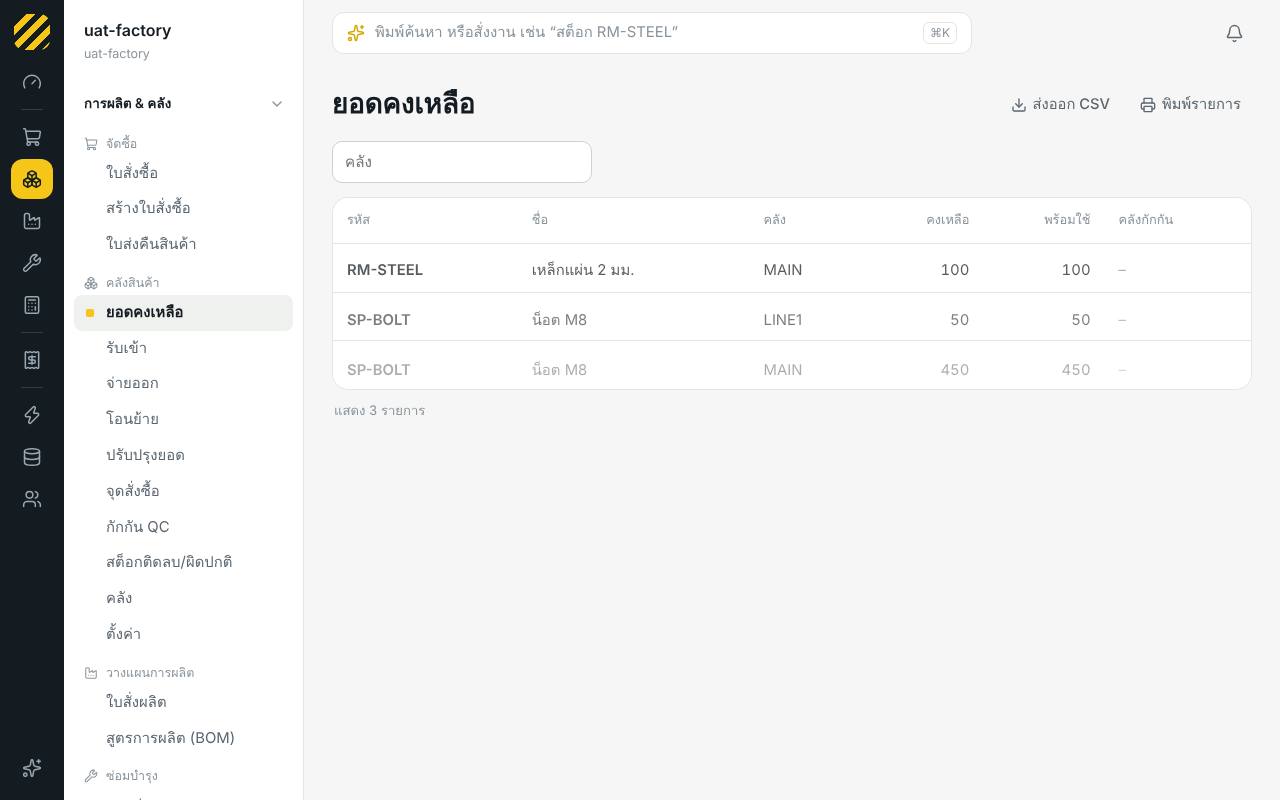 uat-factory
uat-factory
การผลิต & คลัง
จัดซื้อ
ใบสั่งซื้อ
สร้างใบสั่งซื้อ
ใบส่งคืนสินค้า
คลังสินค้า
ยอดคงเหลือ
รับเข้า
จ่ายออก
โอนย้าย
ปรับปรุงยอด
จุดสั่งซื้อ
กักกัน QC
สต็อกติดลบ/ผิดปกติ
คลัง
ตั้งค่า
วางแผนการผลิต
ใบสั่งผลิต
สูตรการผลิต (BOM)
ซ่อมบำรุง
พิมพ์ค้นหา หรือสั่งงาน เช่น “สต็อก RM-STEEL” ⌘K
ยอดคงเหลือ
ส่งออก CSV พิมพ์รายการ
คลัง
รหัส ชื่อ คลัง คงเหลือ พร้อมใช้ คลังกักกัน
RM-STEEL เหล็กแผ่น 2 มม. MAIN 100 100 –
SP-BOLT น็อต M8 LINE1 50 50 –
SP-BOLT น็อต M8 MAIN 450 450 –
แสดง 3 รายการ